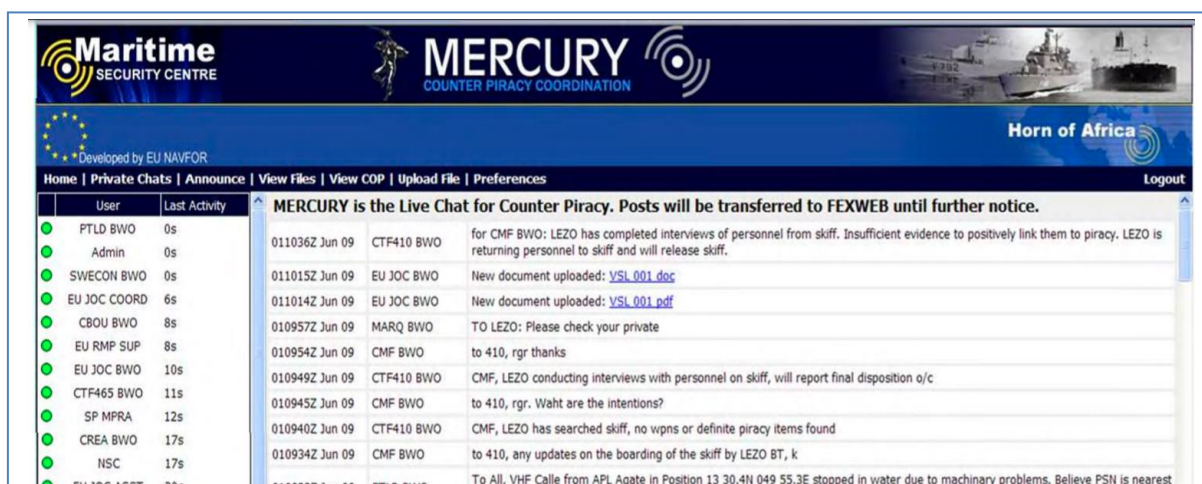 Maritime
SECURITY CENTRE
MERCURY
COUNTER PIRACY COORDINATION
F792
Developed by EU NAVFOR
Horn of Africa
Home | Private Chats | Announce | View Files | View COP | Upload File | Preferences
Logout
User Last Activity
PTLD BWO 0s
Admin 0s
SWECON BWO 0s
EU JOC COORD 6s
CBOU BWO 8s
EU RMP SUP 8s
EU JOC BWO 10s
CTF465 BWO 11s
SP MPRA 12s
CREA BWO 17s
NSC 17s
MERCURY is the Live Chat for Counter Piracy. Posts will be transferred to FEXWEB until further notice.
011036Z Jun 09 CTF410 BWO for CMF BWO: LEZO has completed interviews of personnel from skiff. Insufficient evidence to positively link them to piracy. LEZO is
returning personnel to skiff and will release skiff.
011015Z Jun 09 EU JOC BWO New document uploaded: VSL 001 doc
011014Z Jun 09 EU JOC BWO New document uploaded: VSL 001 pdf
010957Z Jun 09 MARQ BWO TO LEZO: Please check your private
010954Z Jun 09 CMF BWO to 410, rgr thanks
010949Z Jun 09 CTF410 BWO CMF, LEZO conducting interviews with personnel on skiff, will report final disposition o/c
010945Z Jun 09 CMF BWO to 410, rgr. Waht are the intentions?
010940Z Jun 09 CTF410 BWO CMF, LEZO has searched skiff, no wpns or definite piracy items found
010934Z Jun 09 CMF BWO to 410, any updates on the boarding of the skiff by LEZO BT, k
To All, VHF Calle from APL Agate in Position 13 30.4N 049 55.3E stopped in water due to machinary problems. Believe PSN is nearest